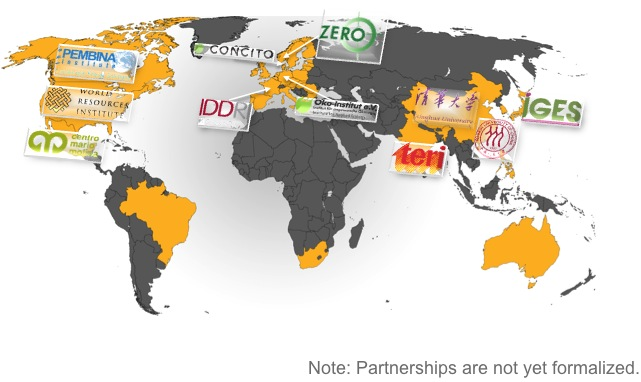 ZERO
CONCITO
PEMBINA
institute
WORLD
RESOURCES
INSTITUTE
centro
mario
molina
IDDR
Öko-Institut e.V.
清華大学
Tsinghua University
IGES
teri
Note: Partnerships are not yet formalized.